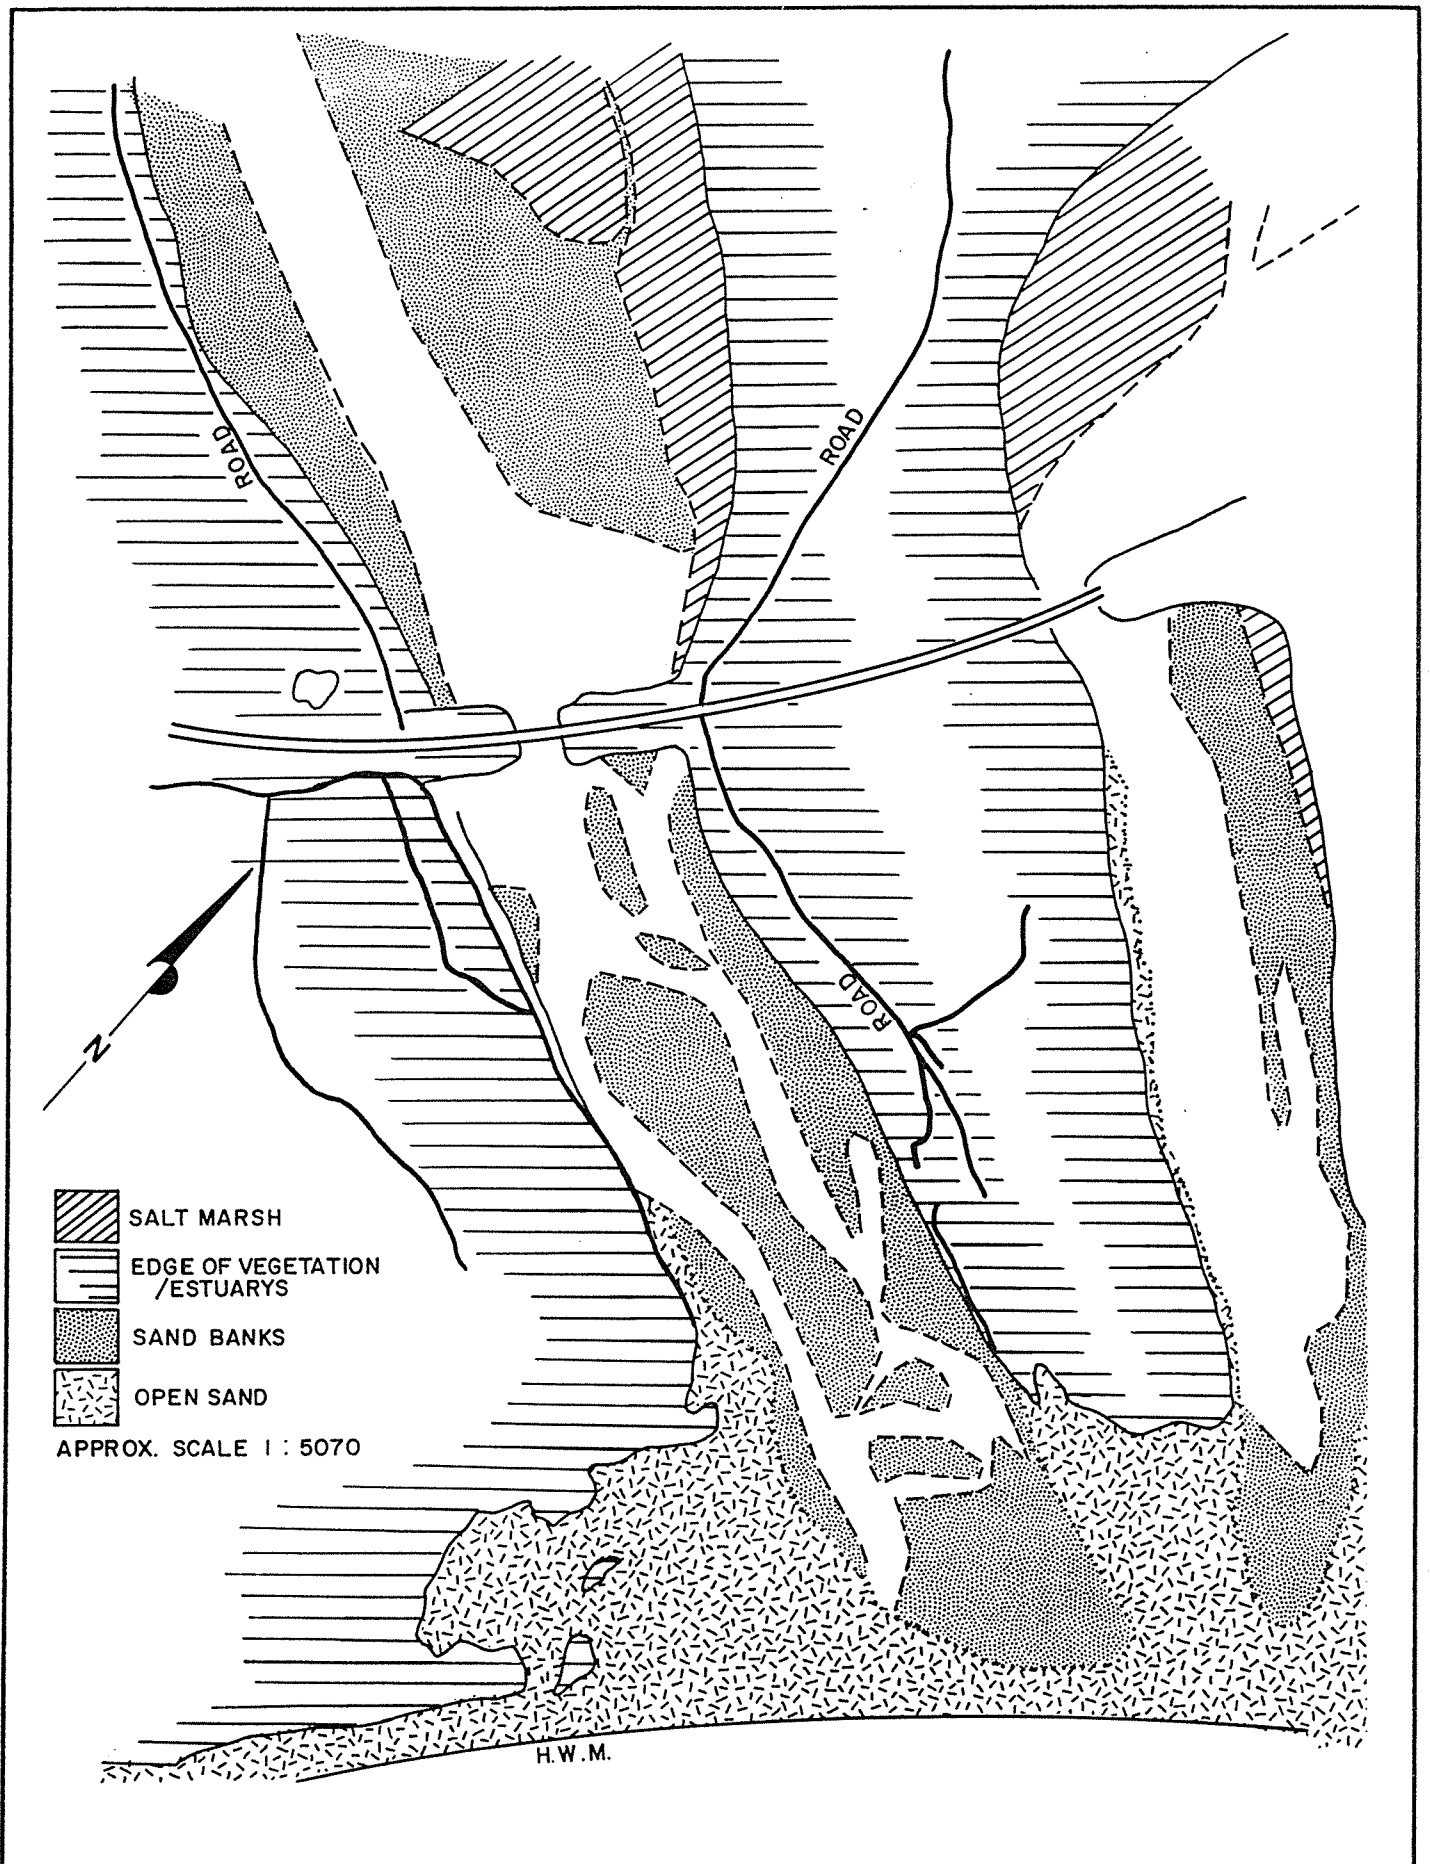 ROAD
ROAD
ROAD
N
SALT MARSH
EDGE OF VEGETATION
/ESTUARYS
SAND BANKS
OPEN SAND
APPROX. SCALE 1 : 5070
H.W.M.